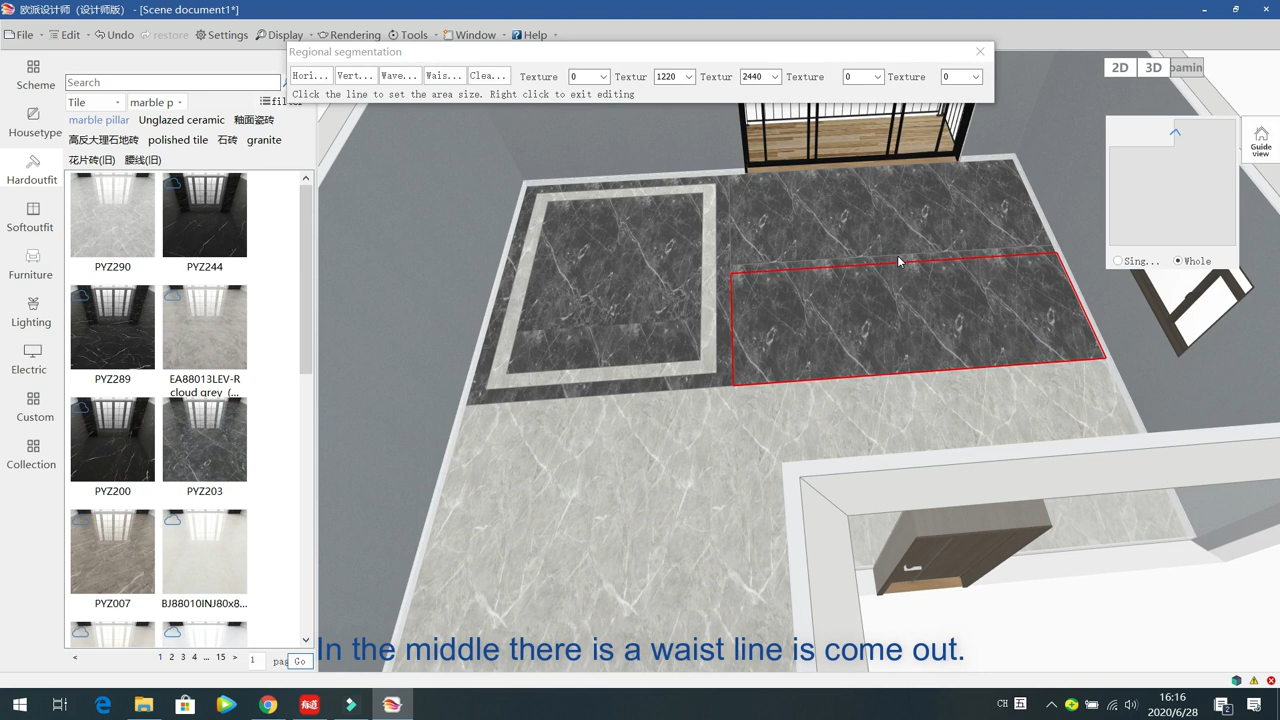 欧派设计师（设计师版） - [Scene document1*]
File Edit Undo restore Settings Display Rendering Tools Window Help
Regional segmentation
Hori... Vert... Wave... Wais... Clea... Texture 0 Textur 1220 Textur 2440 Texture 0 Texture 0
Click the line to set the area size. Right click to exit editing
2D 3D pamin
Scheme
Housetype
Hardoutfit
Softoutfit
Furniture
Lighting
Electric
Custom
Collection
Search
Tile marble p
marble pillar Unglazed ceramic 釉面瓷砖
高反大理石地砖 polished tile 石砖 granite
花片砖(旧) 腰线(旧)
PYZ290 PYZ244
PYZ289 EA88013LEV-R
cloud grey (...
PYZ200 PYZ203
PYZ007 BJ88010INJ80x8...
< 1 2 3 4 ... 15 > 1 Go
Guide
view
Sing... Whole
In the middle there is a waist line is come out.
CH 五
16:16
2020/6/28
2